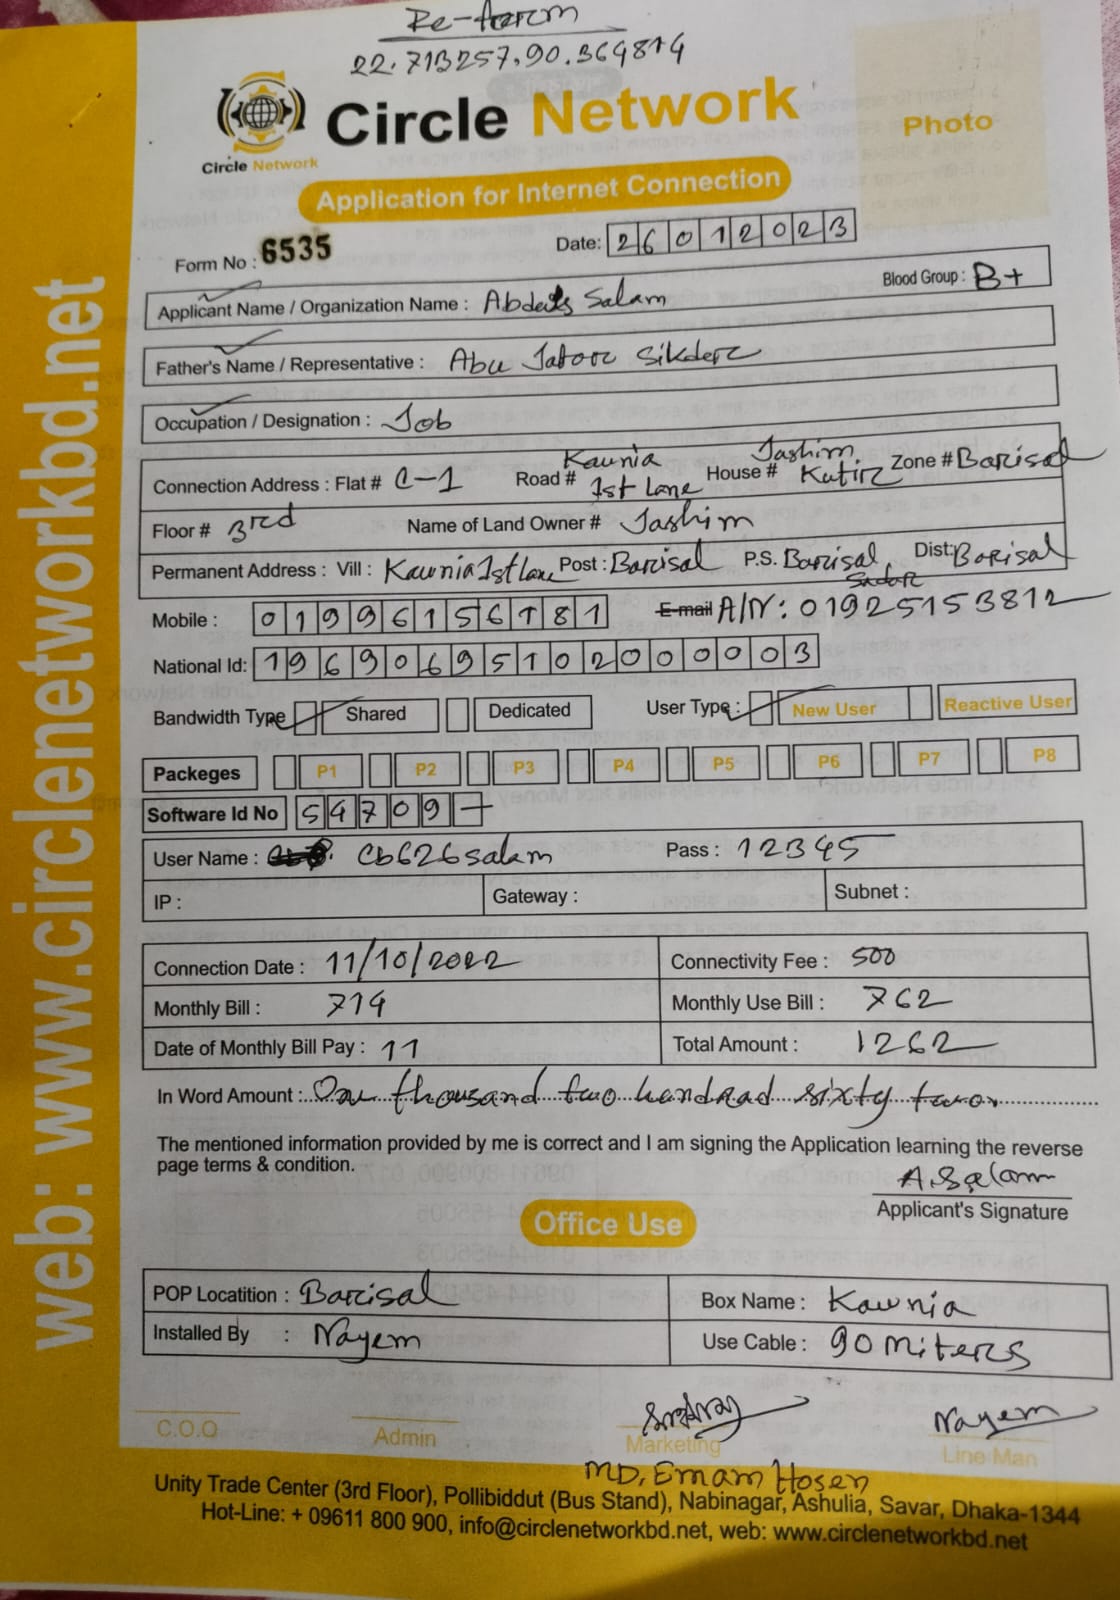 Re-form
22.713257,90.364814
Circle Network
Circle Network
Photo
Application for Internet Connection
Form No : 6535
Date: 26012023
Blood Group : B+
Applicant Name / Organization Name : Salam
Father's Name / Representative : Abu Jafor Sikder
Occupation / Designation : Job
Connection Address : Flat # C-1 Road # Kaunia 1st Lane House # Jashim Kutir Zone # Barisal
Floor # 3rd Name of Land Owner # Jashim
Permanent Address : Vill : Kaunia 1st lane Post : Barisal P.S. Barisal Sadar Dist: Barisal
Mobile : 01996156181 E-mail A/N: 01925153812
National Id: 19690695102000003
Bandwidth Type Shared Dedicated User Type : New User Reactive User
Packeges P1 P2 P3 P4 P5 P6 P7 P8
Software Id No 54709-
User Name : cb626salam Pass : 12345
IP : Gateway : Subnet :
Connection Date : 11/10/2022 Connectivity Fee : 500
Monthly Bill : 714 Monthly Use Bill : 762
Date of Monthly Bill Pay : 11 Total Amount : 1262
In Word Amount : One thousand two handread sixty twor
The mentioned information provided by me is correct and I am signing the Application learning the reverse
page terms & condition.
A. Salam
Applicant's Signature
Office Use
POP Locatition : Barisal Box Name : Kawnia
Installed By : Nayem Use Cable : 90 miters
Nayem
C.O.O Admin Marketing Line Man
MD, Emam Hosen
Unity Trade Center (3rd Floor), Pollibiddut (Bus Stand), Nabinagar, Ashulia, Savar, Dhaka-1344
Hot-Line: + 09611 800 900, info@circlenetworkbd.net, web: www.circlenetworkbd.net
web: www.circlenetworkbd.net